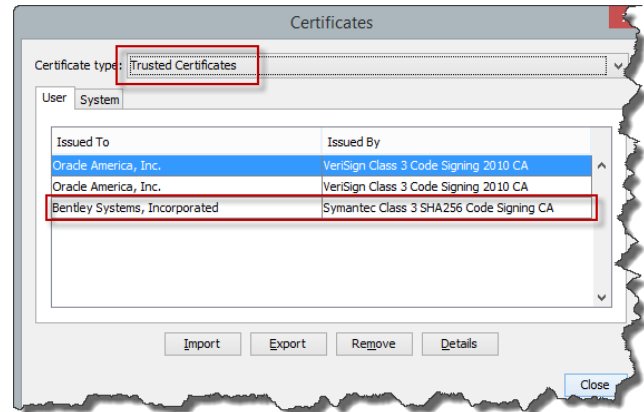 Certificates
Certificate type: Trusted Certificates
User System
Issued To Issued By
Oracle America, Inc. VeriSign Class 3 Code Signing 2010 CA
Oracle America, Inc. VeriSign Class 3 Code Signing 2010 CA
Bentley Systems, Incorporated Symantec Class 3 SHA256 Code Signing CA
Import Export Remove Details
Close